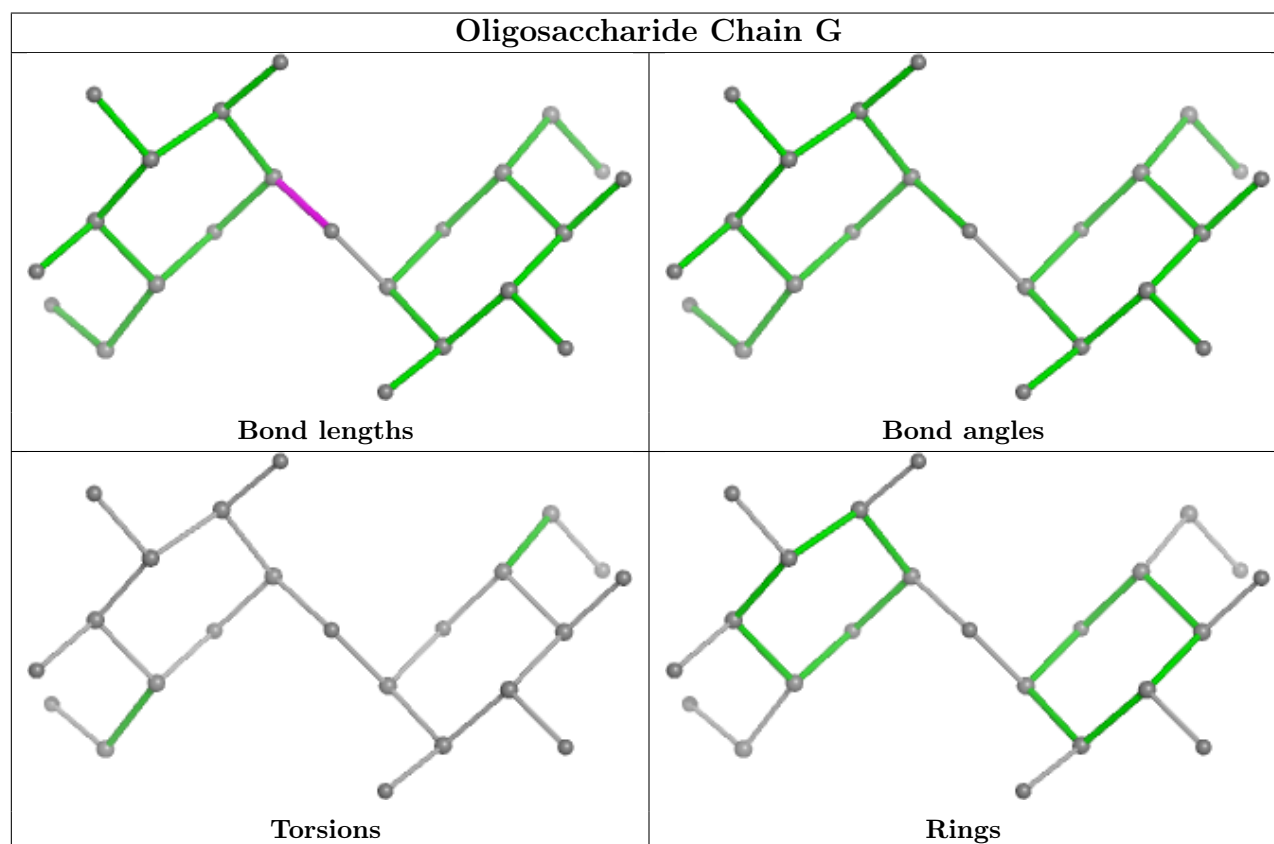 Oligosaccharide Chain G
Bond lengths
Bond angles
Torsions
Rings